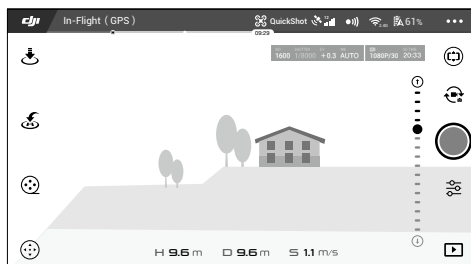 dji In-Flight ( GPS ) QuickShot 61%
09:29
1600 1/8000 +0.3 AUTO 1080P/30 20:33
H 9.6 m D 9.6 m S 1.1 m/s